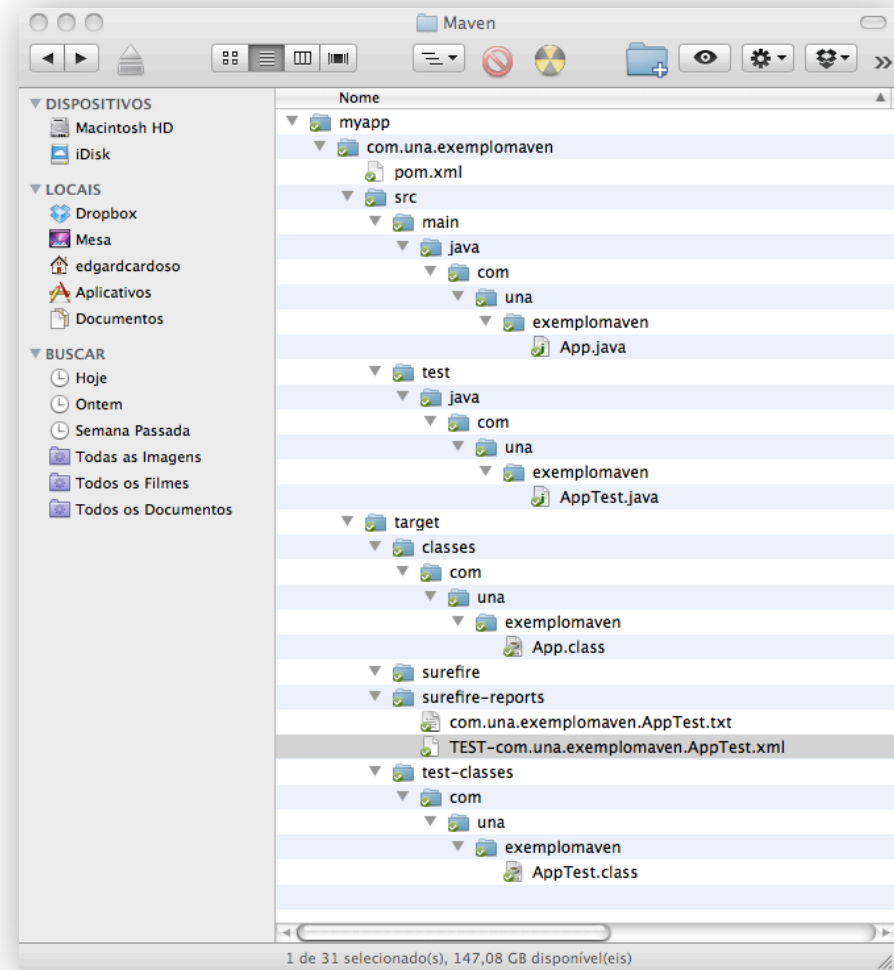 Maven
DISPOSITIVOS
Macintosh HD
iDisk
LOCAIS
Dropbox
Mesa
edgardcardoso
Aplicativos
Documentos
BUSCAR
Hoje
Ontem
Semana Passada
Todas as Imagens
Todos os Filmes
Todos os Documentos
Nome
myapp
com.una.exemplomaven
pom.xml
src
main
java
com
una
exemplomaven
App.java
test
java
com
una
exemplomaven
AppTest.java
target
classes
com
una
exemplomaven
App.class
surefire
surefire-reports
com.una.exemplomaven.AppTest.txt
TEST-com.una.exemplomaven.AppTest.xml
test-classes
com
una
exemplomaven
AppTest.class
1 de 31 selecionado(s), 147,08 GB disponível(eis)